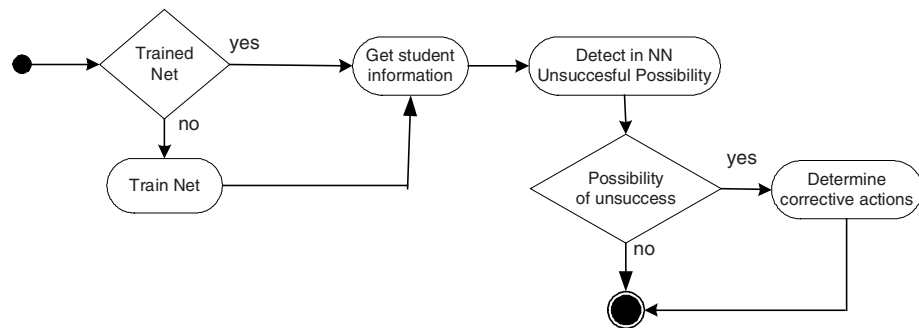 Trained
Net
yes
no
Train Net
Get student
information
Detect in NN
Unsuccesful Possibility
Possibility
of unsuccess
yes
no
Determine
corrective actions